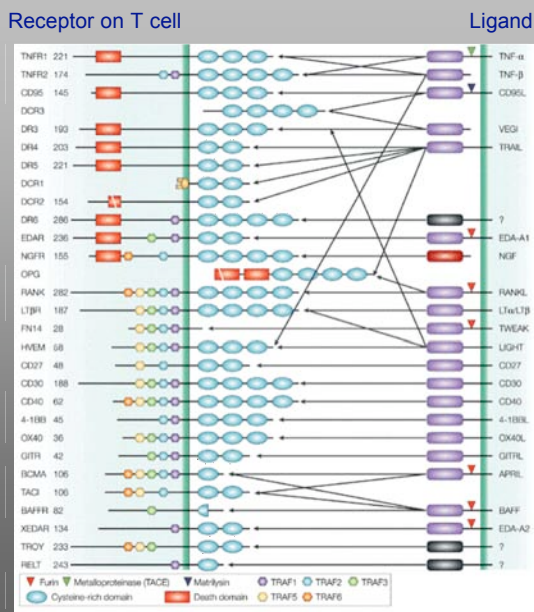 Receptor on T cell Ligand
TNFR1 221 TNF-α
TNFR2 174 TNF-β
CD95 145 CD95L
DCR3
DR3 193 VEGI
DR4 203 TRAIL
DR5 221
DCR1
DCR2 154
DR6 286 ?
EDAR 236 EDA-A1
NGFR 155 NGF
OPG
RANK 282 RANKL
LTβR 187 LTα/LTβ
FN14 28 TWEAK
HVEM 58 LIGHT
CD27 48 CD27
CD30 188 CD30
CD40 62 CD40
4-1BB 45 4-1BBL
OX40 36 OX40L
GITR 42 GITRL
BCMA 106 APRIL
TACI 106
BAFFR 82 BAFF
XEDAR 134 EDA-A2
TROY 233 ?
RELT 243 ?
Furin Metalloproteinase (TACE) Matrilysin TRAF1 TRAF2 TRAF3
Cysteine-rich domain Death domain TRAF5 TRAF6